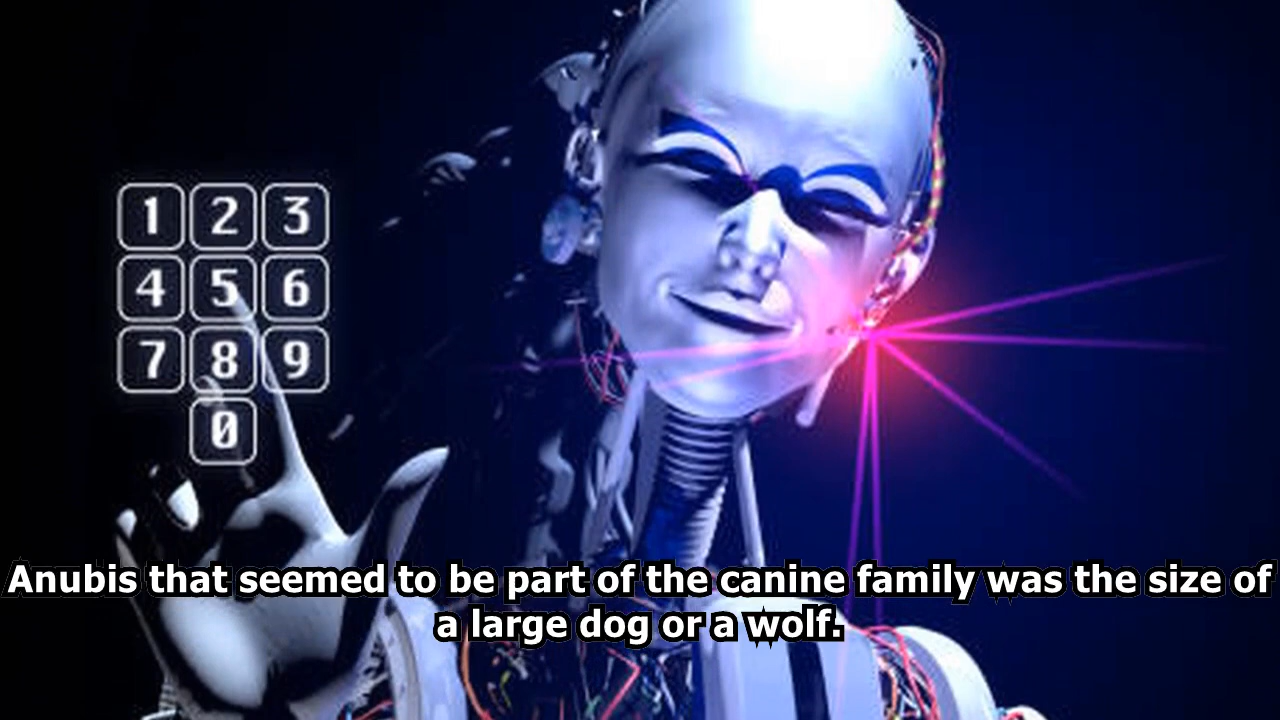 1 2 3
4 5 6
7 8 9
0
Anubis that seemed to be part of the canine family was the size of
a large dog or a wolf.